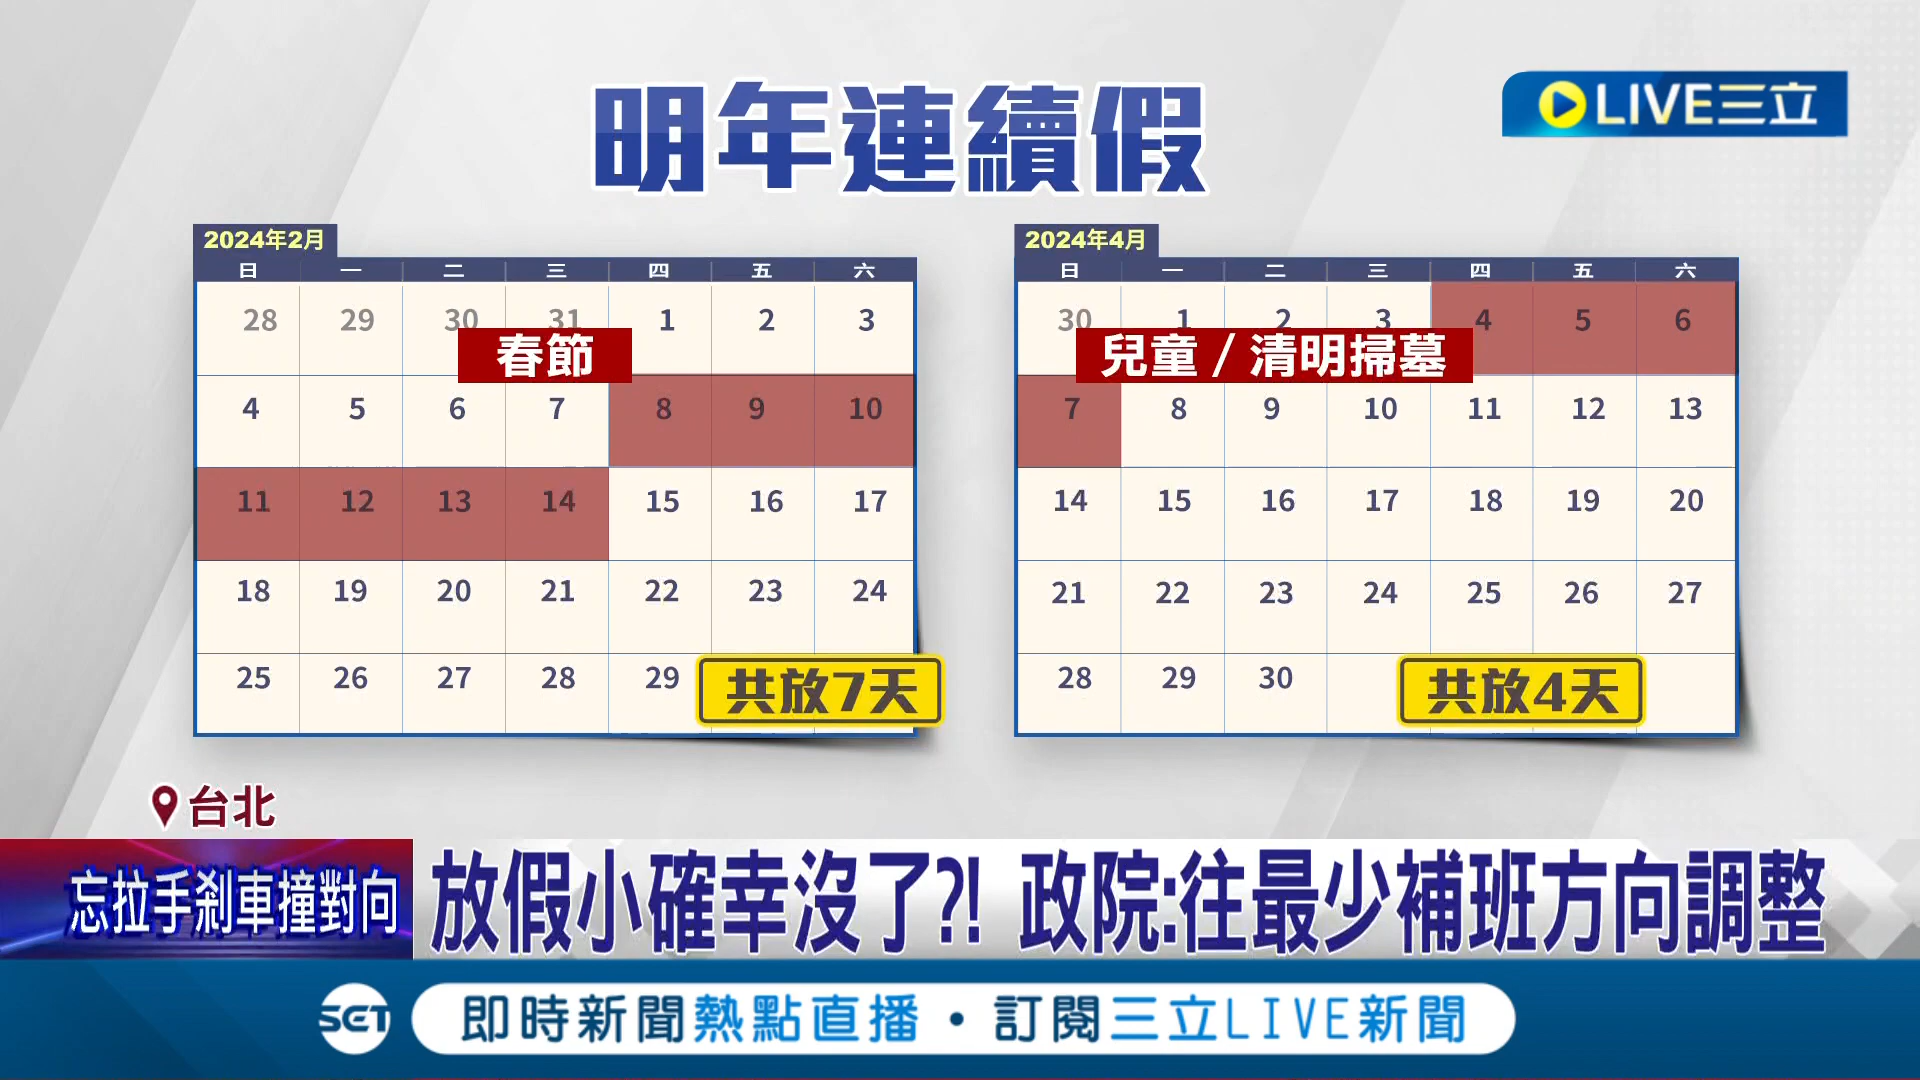 明年連續假
LIVE三立
2024年2月
日 一 二 三 四 五 六
28 29 30 31 1 2 3
春節
4 5 6 7 8 9 10
11 12 13 14 15 16 17
18 19 20 21 22 23 24
25 26 27 28 29
共放7天
2024年4月
日 一 二 三 四 五 六
30 1 2 3 4 5 6
兒童/清明掃墓
7 8 9 10 11 12 13
14 15 16 17 18 19 20
21 22 23 24 25 26 27
28 29 30
共放4天
台北
忘拉手剎車撞對向
放假小確幸沒了?! 政院:往最少補班方向調整
SET
即時新聞熱點直播・訂閱三立LIVE新聞